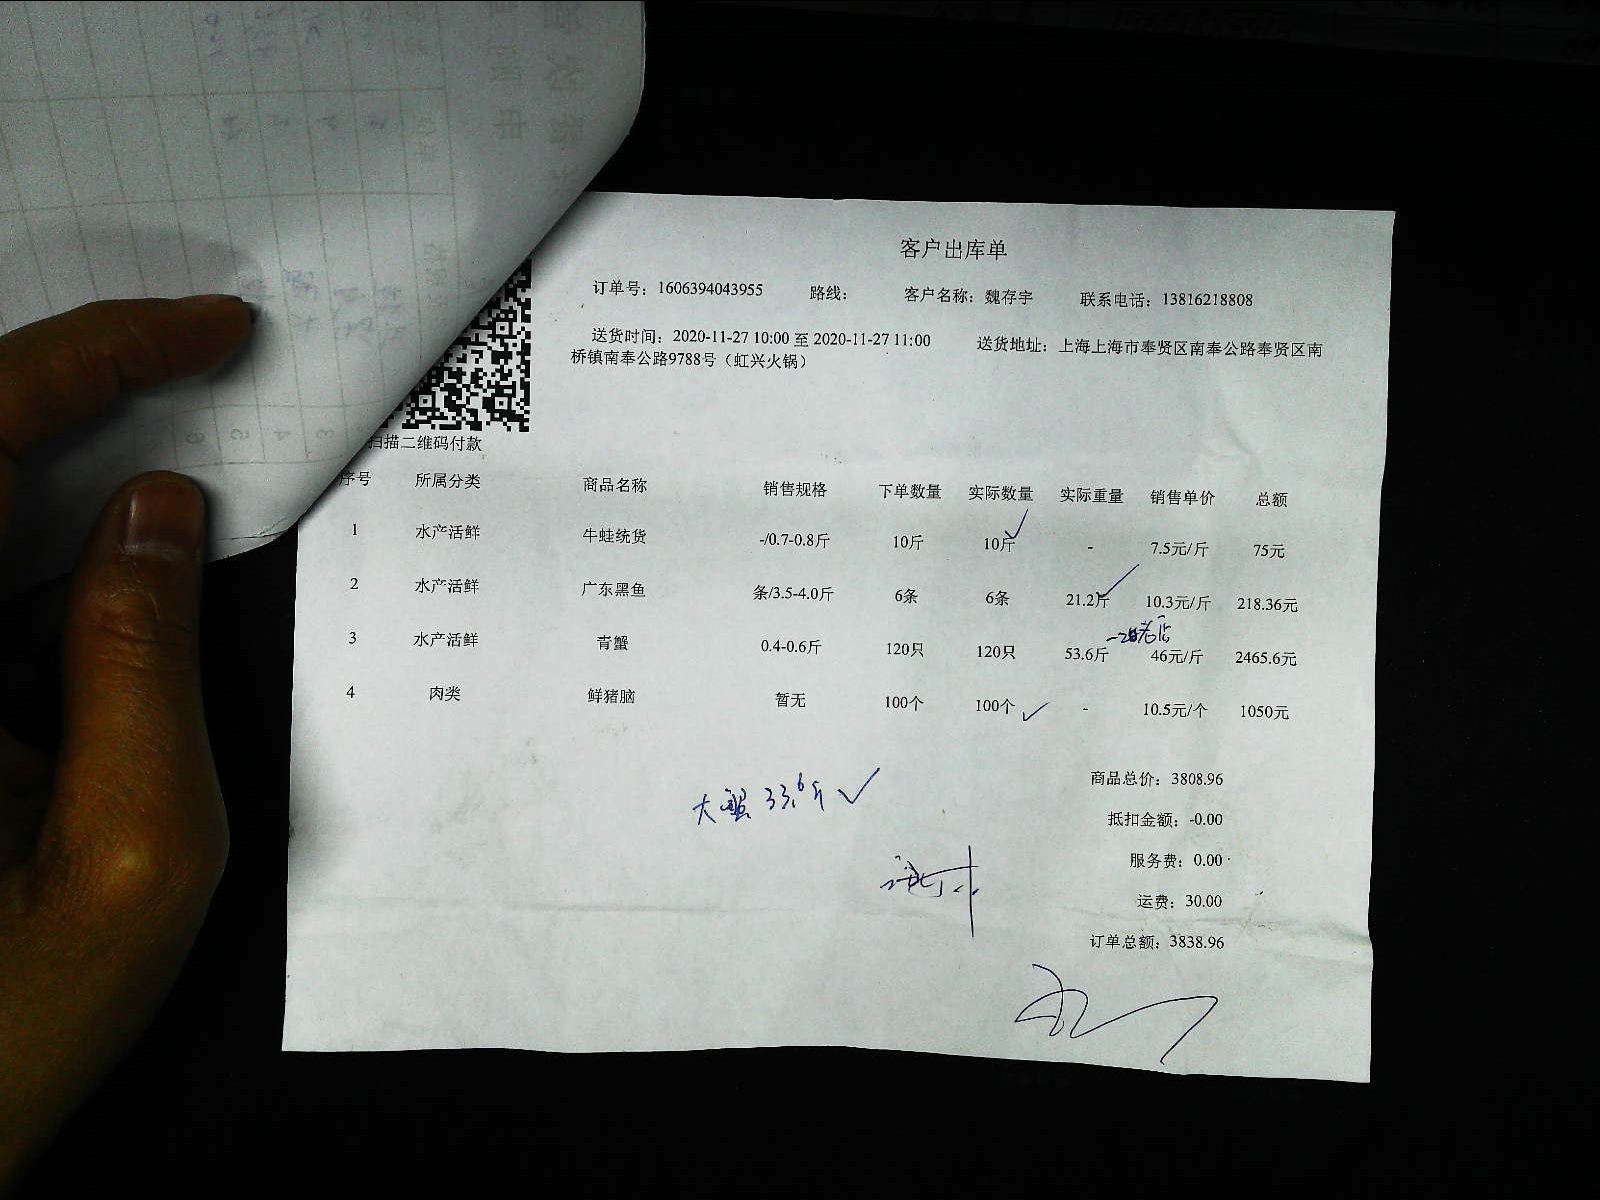 客户出库单
订单号：1606394043955 路线： 客户名称：魏存宇 联系电话：13816218808
送货时间：2020-11-27 10:00 至 2020-11-27 11:00 送货地址：上海上海市奉贤区南奉公路奉贤区南
桥镇南奉公路9788号（虹兴火锅）
扫描二维码付款
序号 所属分类 商品名称 销售规格 下单数量 实际数量 实际重量 销售单价 总额
1 水产活鲜 牛蛙统货 -/0.7-0.8斤 10斤 10斤 - 7.5元/斤 75元
2 水产活鲜 广东黑鱼 条/3.5-4.0斤 6条 6条 21.2斤 10.3元/斤 218.36元
3 水产活鲜 青蟹 0.4-0.6斤 120只 120只 53.6斤 46元/斤 2465.6元
4 肉类 鲜猪脑 暂无 100个 100个 - 10.5元/个 1050元
商品总价：3808.96
大蟹 33.6斤
抵扣金额：-0.00
服务费：0.00
运费：30.00
订单总额：3838.96